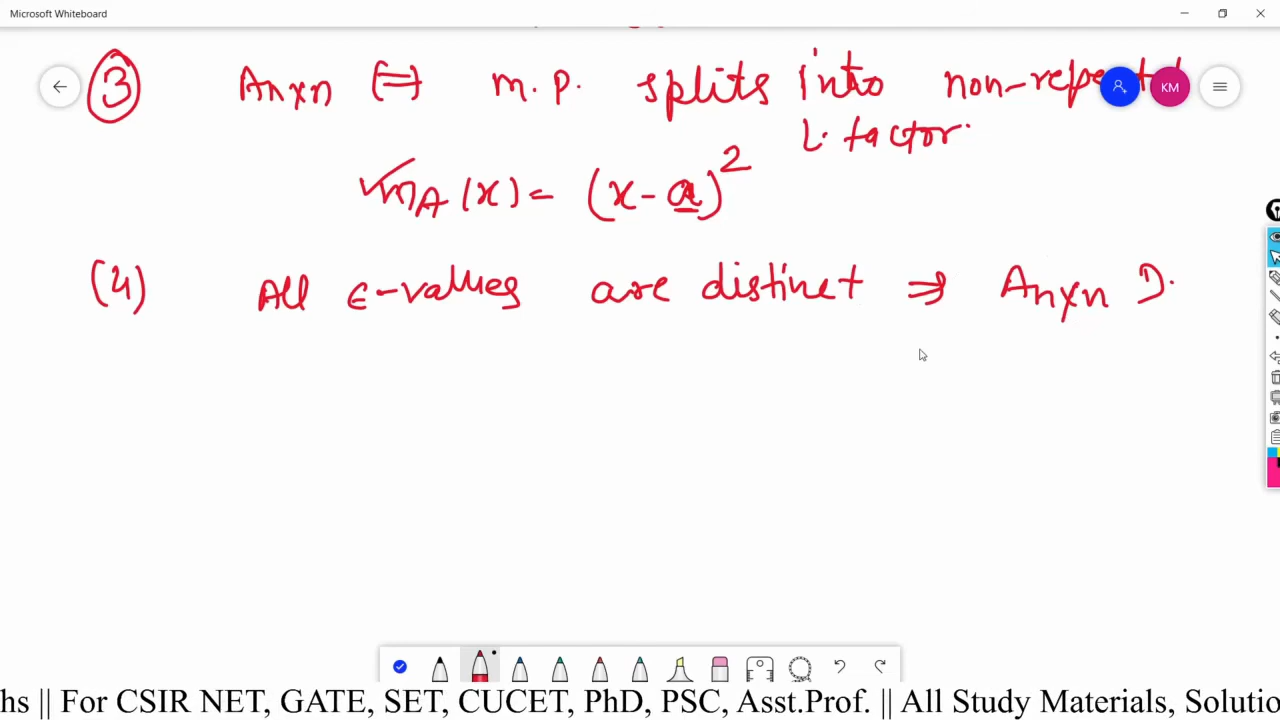 Microsoft Whiteboard
③ Anxn ⇔ m.p. splits into non-repeated
L. factor.
KM
✓ mA(x) = (x-a)²
(4) All E-values are distinct ⇒ Anxn D.
hs || For CSIR NET, GATE, SET, CUCET, PhD, PSC, Asst.Prof. || All Study Materials, Solutio